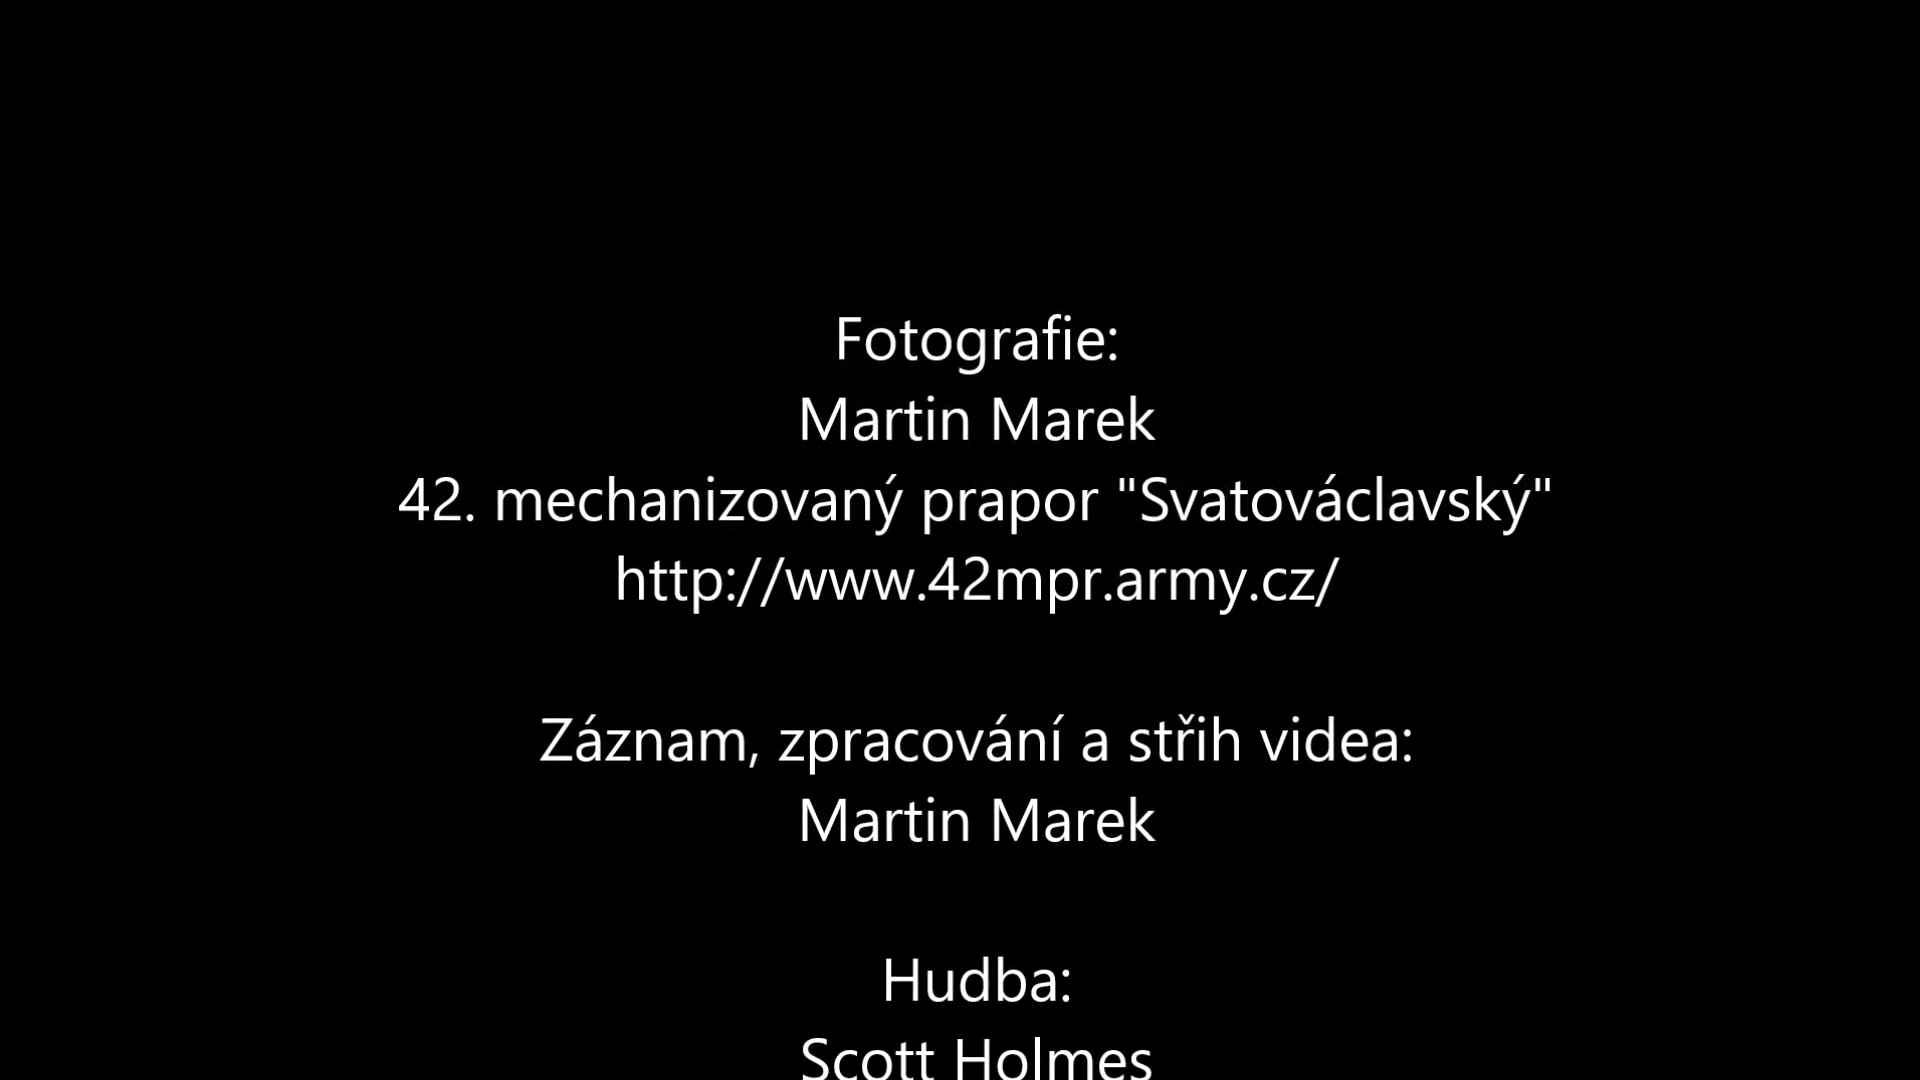 Fotografie:
Martin Marek
42. mechanizovaný prapor "Svatováclavský"
http://www.42mpr.army.cz/
Záznam, zpracování a střih videa:
Martin Marek
Hudba:
Scott Holmes